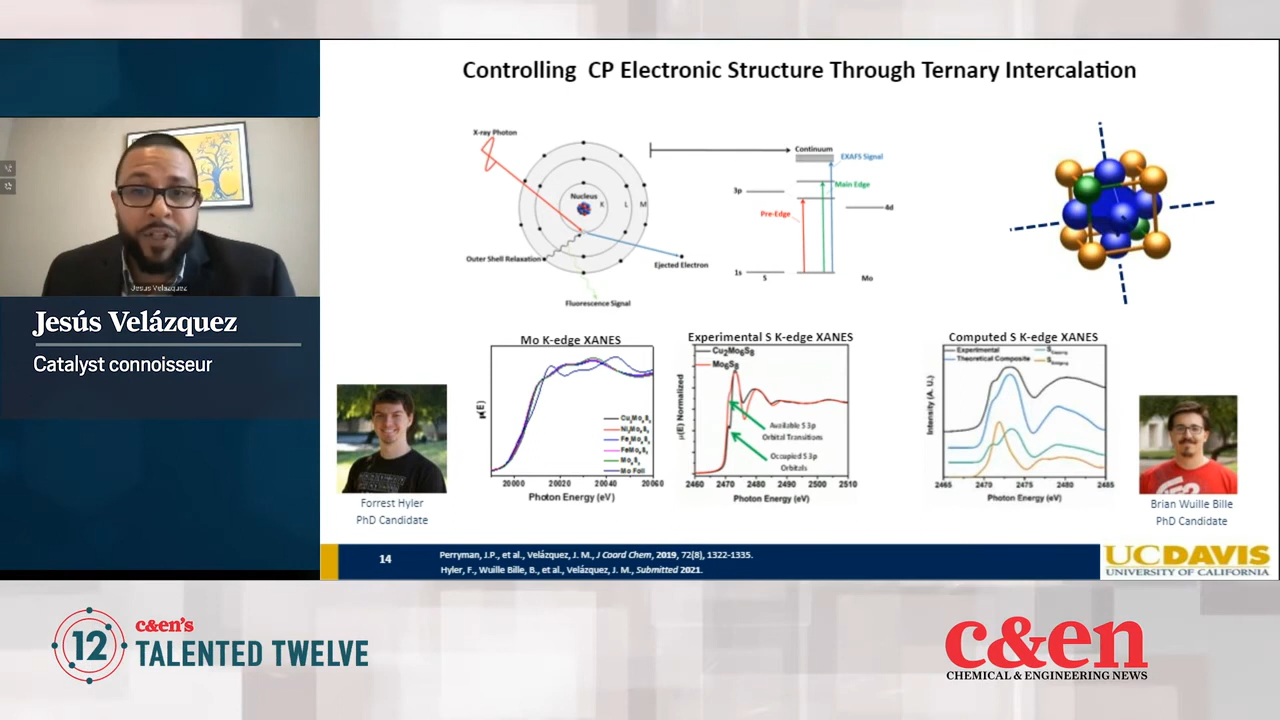 Controlling CP Electronic Structure Through Ternary Intercalation
X-ray Photon
Nucleus
K
L
M
Outer Shell Relaxation
Ejected Electron
Fluorescence Signal
Continuum
EXAFS Signal
Main Edge
3p
Pre-Edge
4d
1s
S
Mo
Jesus Velazquez
Jesús Velázquez
Catalyst connoisseur
Mo K-edge XANES
μ(E)
Mo Foil
20000 20020 20040 20060
Photon Energy (eV)
Experimental S K-edge XANES
Cu₂Mo₆S₈
Mo₆S₈
μ(E) Normalized
Available S 3p
Orbital Transitions
Occupied S 3p
Orbitals
2460 2470 2480 2490 2500 2510
Photon Energy (eV)
Computed S K-edge XANES
Experimental
Theoretical Composite
Intensity (A. U.)
2465 2470 2475 2480 2485
Photon Energy (eV)
Forrest Hyler
PhD Candidate
Brian Wuille Bille
PhD Candidate
14
Perryman, J.P., et al., Velázquez, J. M., J Coord Chem, 2019, 72(8), 1322-1335.
Hyler, F., Wuille Bille, B., et al., Velázquez, J. M., Submitted 2021.
UCDAVIS
UNIVERSITY OF CALIFORNIA
12
c&en's
TALENTED TWELVE
c&en
CHEMICAL & ENGINEERING NEWS